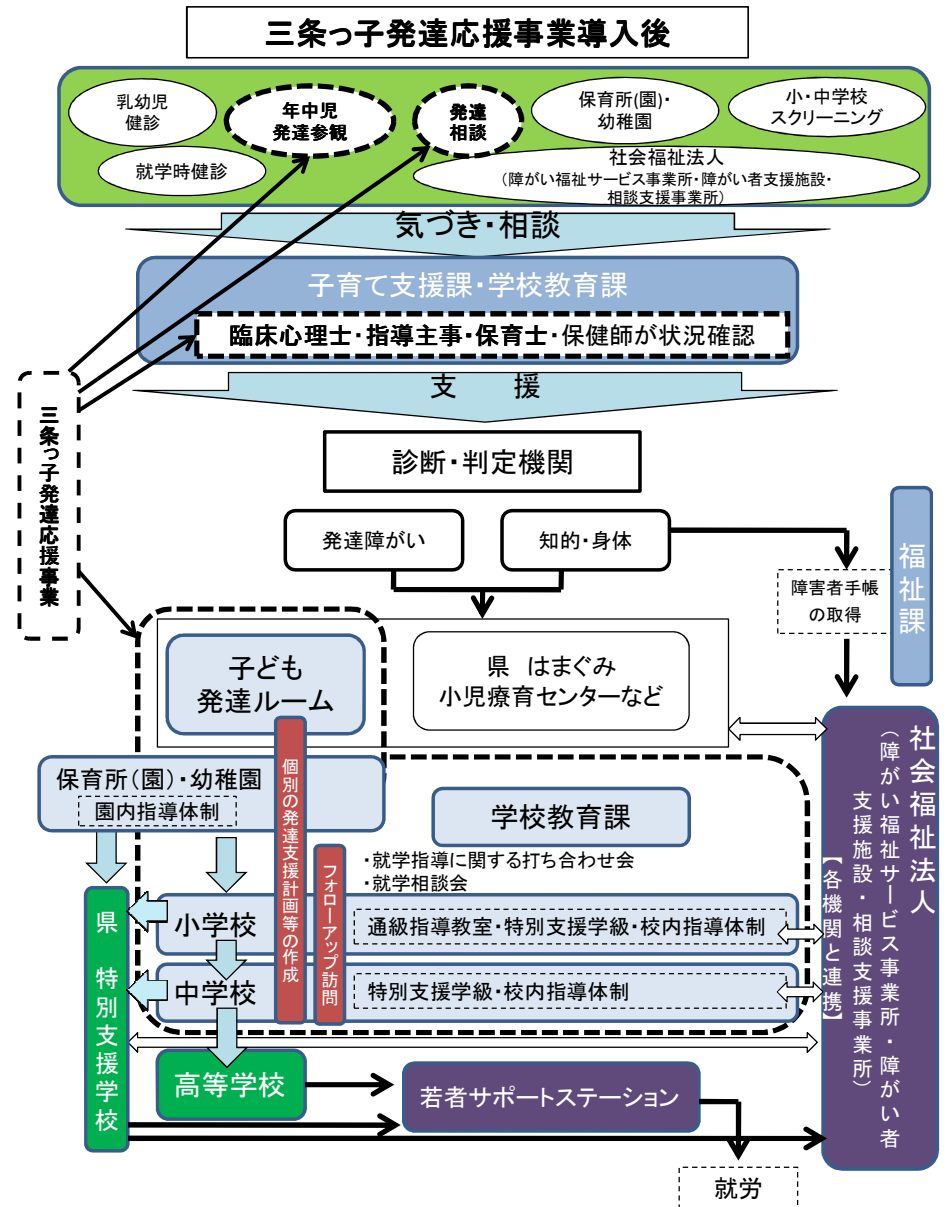 三条っ子発達応援事業導入後
乳幼児
健診
年中児
発達参観
発達
相談
保育所(園)・
幼稚園
小・中学校
スクリーニング
就学時健診
社会福祉法人
（障がい福祉サービス事業所・障がい者支援施設・
相談支援事業所）
気づき・相談
子育て支援課・学校教育課
臨床心理士・指導主事・保育士・保健師が状況確認
支　援
三条っ子発達応援事業
診断・判定機関
発達障がい
知的・身体
障害者手帳
の取得
福祉課
子ども
発達ルーム
県　はまぐみ
小児療育センターなど
保育所（園）・幼稚園
園内指導体制
個別の発達支援計画等の作成
フォローアップ訪問
学校教育課
・就学指導に関する打ち合わせ会
・就学相談会
小学校
通級指導教室・特別支援学級・校内指導体制
中学校
特別支援学級・校内指導体制
県　特別支援学校
社会福祉法人
（障がい福祉サービス事業所・障がい者
支援施設・相談支援事業所）
【各機関と連携】
高等学校
若者サポートステーション
就労